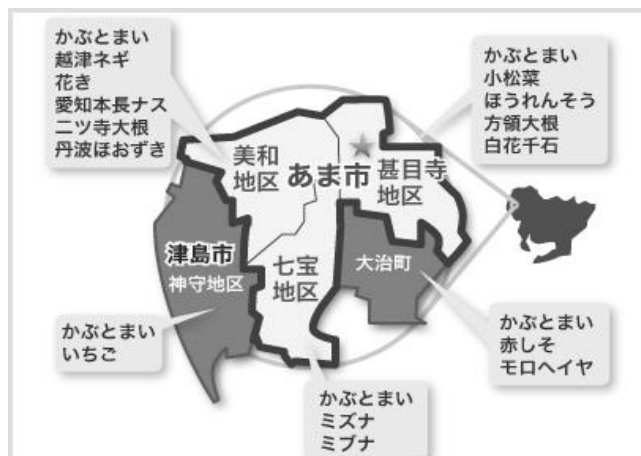 かぶとまい
越津ネギ
花き
愛知本長ナス
二ツ寺大根
丹波ほおずき
かぶとまい
小松菜
ほうれんそう
方領大根
白花千石
美和
地区
あま市
甚目寺
地区
津島市
神守地区
七宝
地区
大治町
かぶとまい
いちご
かぶとまい
赤しそ
モロヘイヤ
かぶとまい
ミズナ
ミブナ